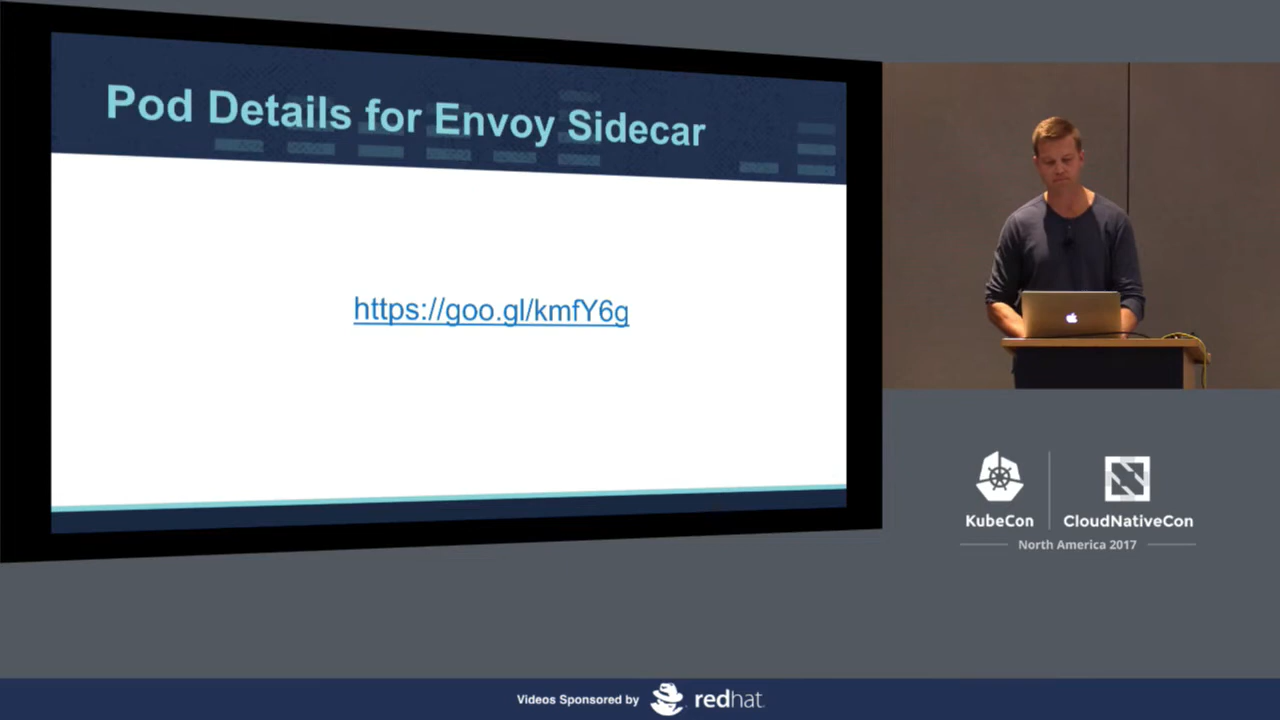 Pod Details for Envoy Sidecar
https://goo.gl/kmfY6g
KubeCon
CloudNativeCon
North America 2017
Videos Sponsored by
redhat.